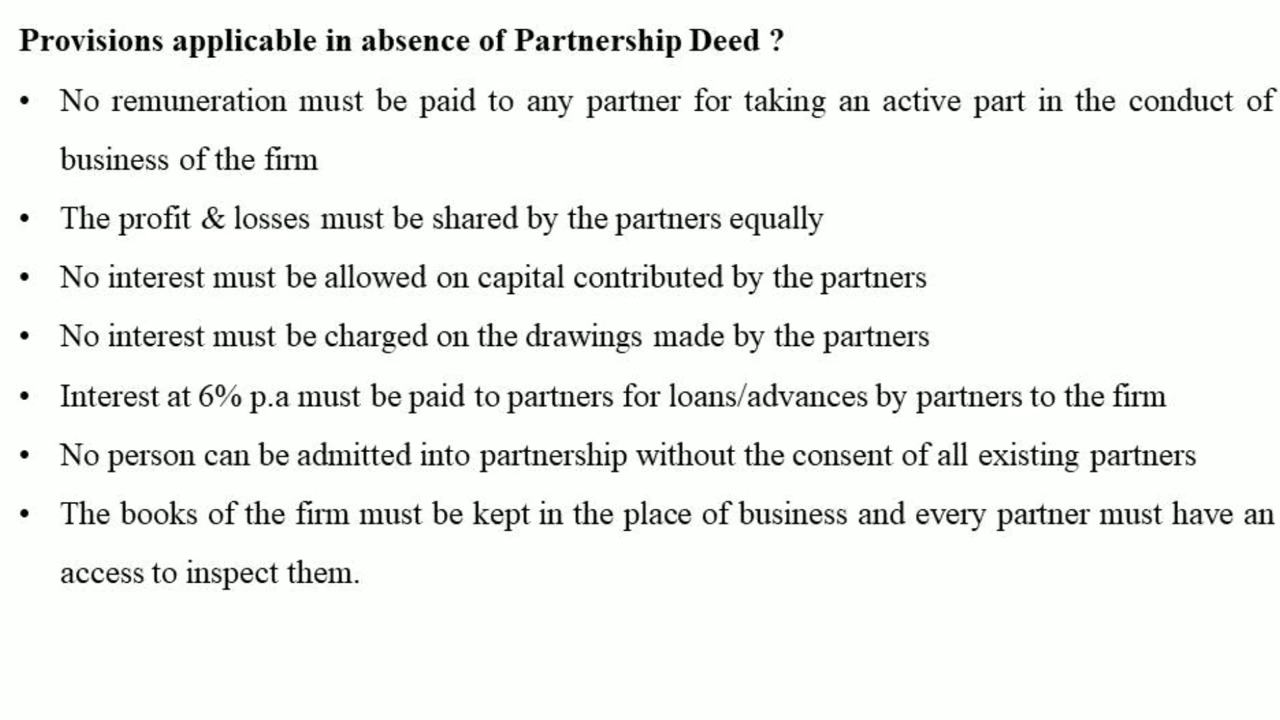 Provisions applicable in absence of Partnership Deed ?
• No remuneration must be paid to any partner for taking an active part in the conduct of
business of the firm
• The profit & losses must be shared by the partners equally
• No interest must be allowed on capital contributed by the partners
• No interest must be charged on the drawings made by the partners
• Interest at 6% p.a must be paid to partners for loans/advances by partners to the firm
• No person can be admitted into partnership without the consent of all existing partners
• The books of the firm must be kept in the place of business and every partner must have an
access to inspect them.